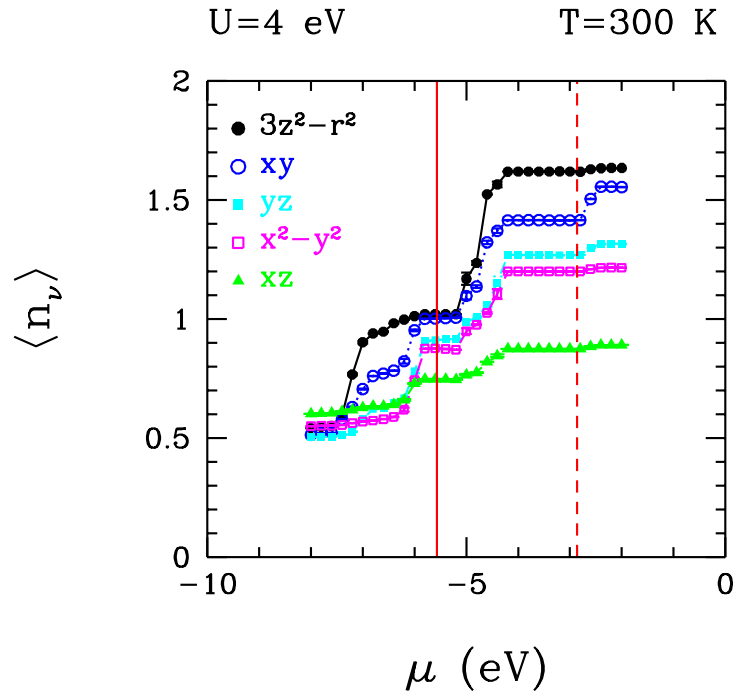 U=4 eV T=300 K
2
3z²−r²
xy
1.5
yz
x²−y²
xz
⟨n_ν⟩
1
0.5
0
−10 −5 0
μ (eV)